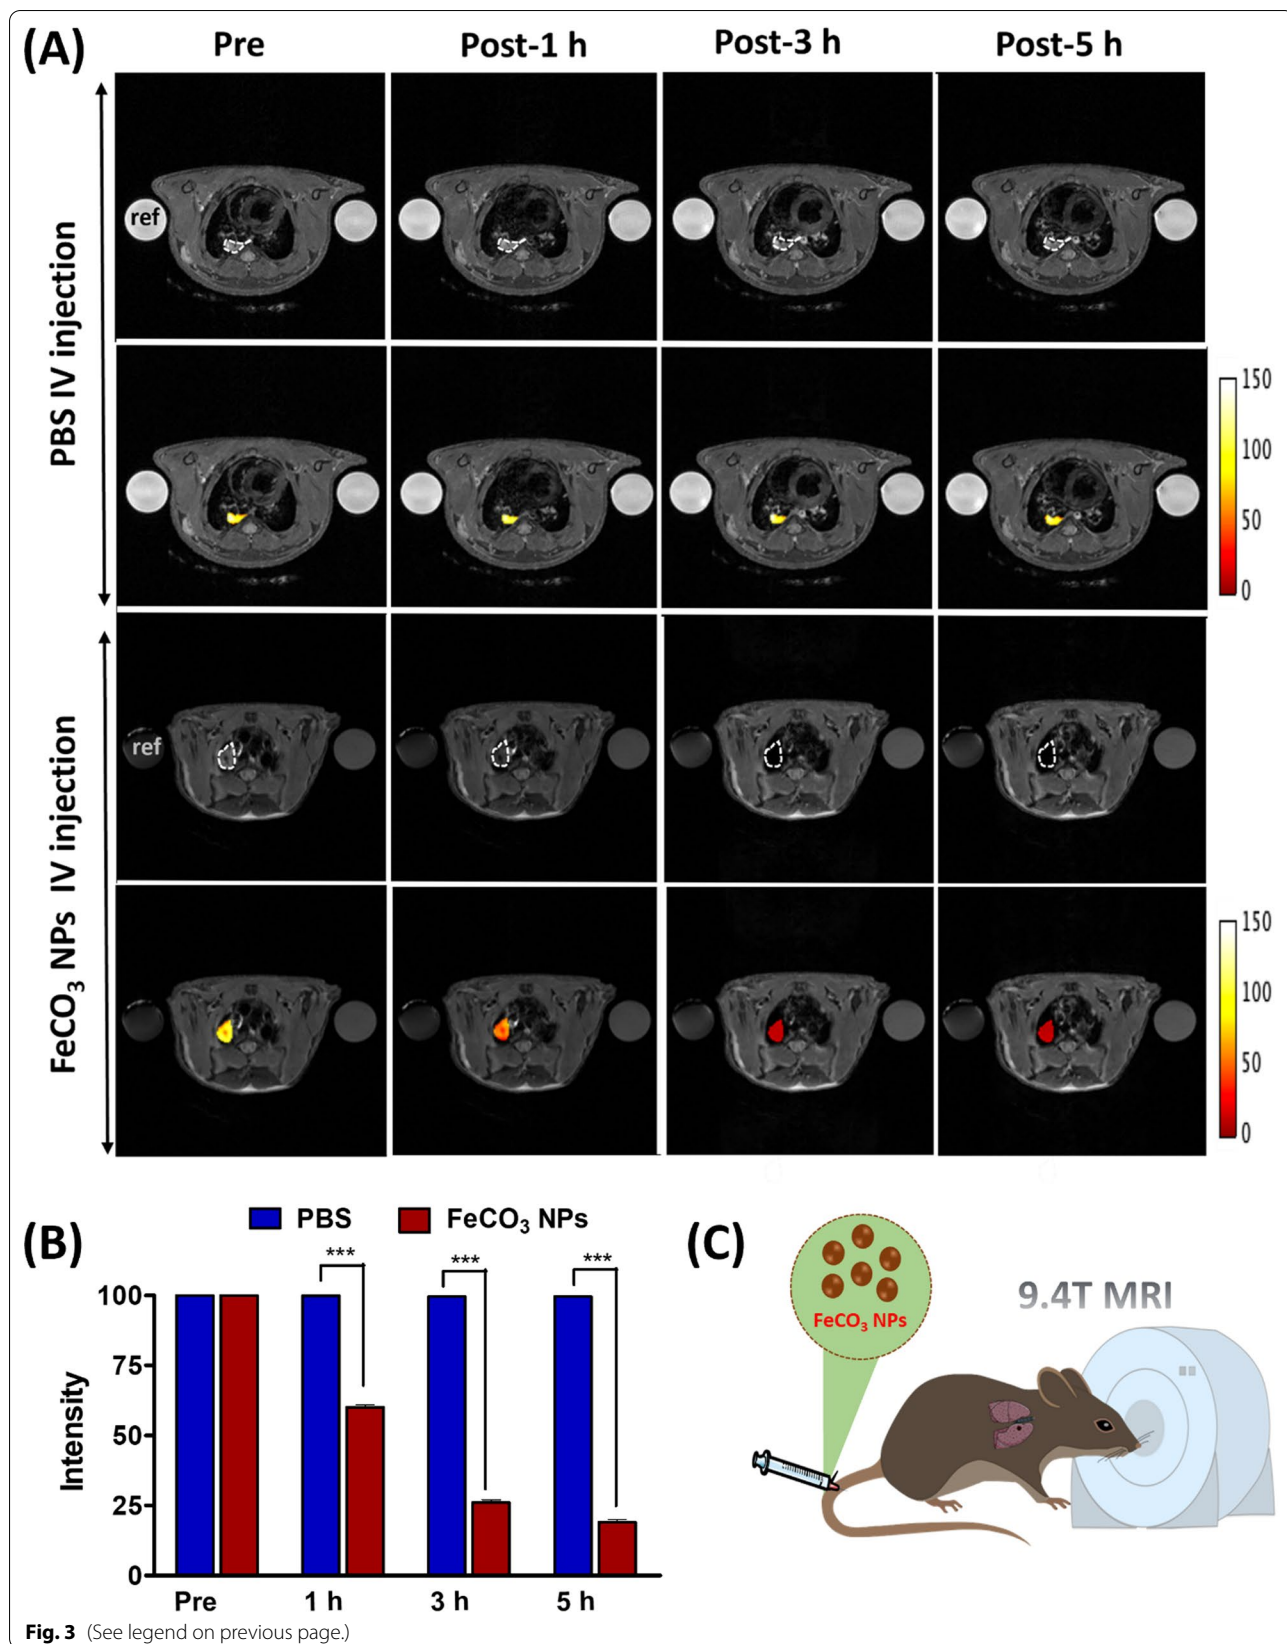 (A)
Pre
Post-1 h
Post-3 h
Post-5 h
PBS IV injection
ref
150
100
50
0
FeCO₃ NPs IV injection
ref
150
100
50
0
(B)
PBS
FeCO₃ NPs
***
***
***
Intensity
100
75
50
25
0
Pre
1 h
3 h
5 h
(C)
FeCO₃ NPs
9.4T MRI
Fig. 3 (See legend on previous page.)